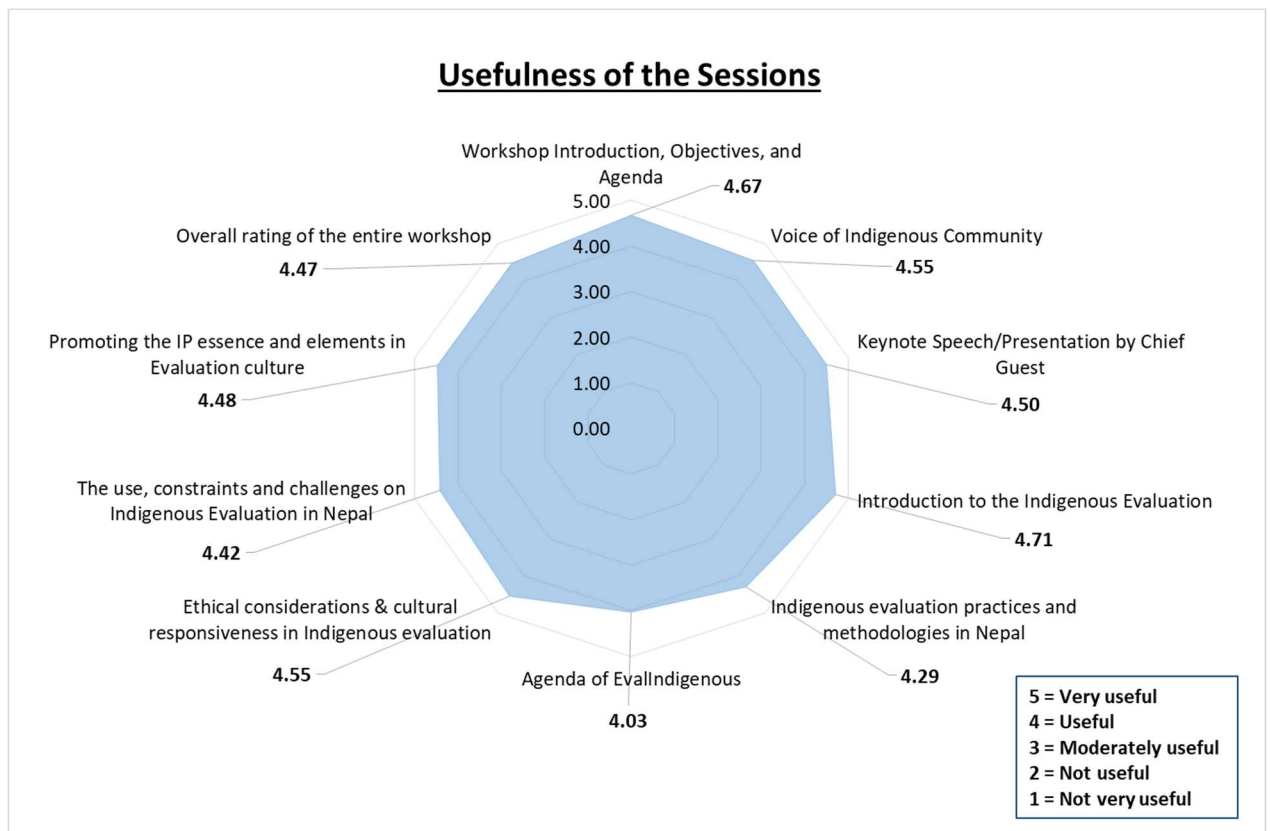 Usefulness of the Sessions
Workshop Introduction, Objectives, and
Agenda
4.67
Voice of Indigenous Community
4.55
Keynote Speech/Presentation by Chief
Guest
4.50
Introduction to the Indigenous Evaluation
4.71
Indigenous evaluation practices and
methodologies in Nepal
4.29
Agenda of EvalIndigenous
4.03
Ethical considerations & cultural
responsiveness in Indigenous evaluation
4.55
The use, constraints and challenges on
Indigenous Evaluation in Nepal
4.42
Promoting the IP essence and elements in
Evaluation culture
4.48
Overall rating of the entire workshop
4.47
5.00
4.00
3.00
2.00
1.00
0.00
5 = Very useful
4 = Useful
3 = Moderately useful
2 = Not useful
1 = Not very useful